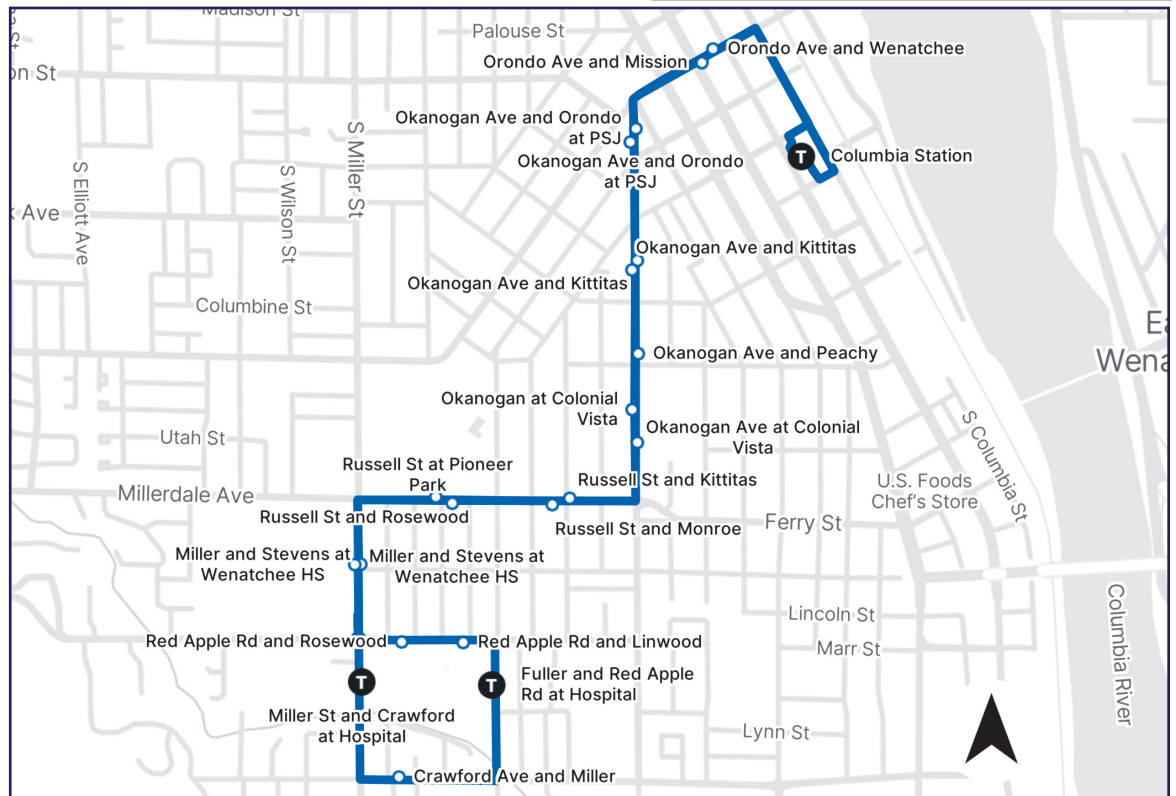 Madison St
Palouse St
Orondo Ave and Wenatchee
Orondo Ave and Mission
on St
Okanogan Ave and Orondo
at PSJ
S Miller St
Okanogan Ave and Orondo
at PSJ
T
Columbia Station
S Elliott Ave
S Wilson St
k Ave
Okanogan Ave and Kittitas
Okanogan Ave and Kittitas
Columbine St
Ea
Wena
Okanogan Ave and Peachy
Okanogan at Colonial
Vista
Okanogan Ave at Colonial
Vista
S Columbia St
Utah St
Russell St at Pioneer
Park
Russell St and Kittitas
U.S. Foods
Chef's Store
Millerdale Ave
Russell St and Rosewood
Russell St and Monroe
Ferry St
Miller and Stevens at
Wenatchee HS
Miller and Stevens at
Wenatchee HS
Columbia River
Lincoln St
Red Apple Rd and Rosewood
Red Apple Rd and Linwood
Marr St
T
T
Fuller and Red Apple
Rd at Hospital
Miller St and Crawford
at Hospital
Lynn St
Crawford Ave and Miller